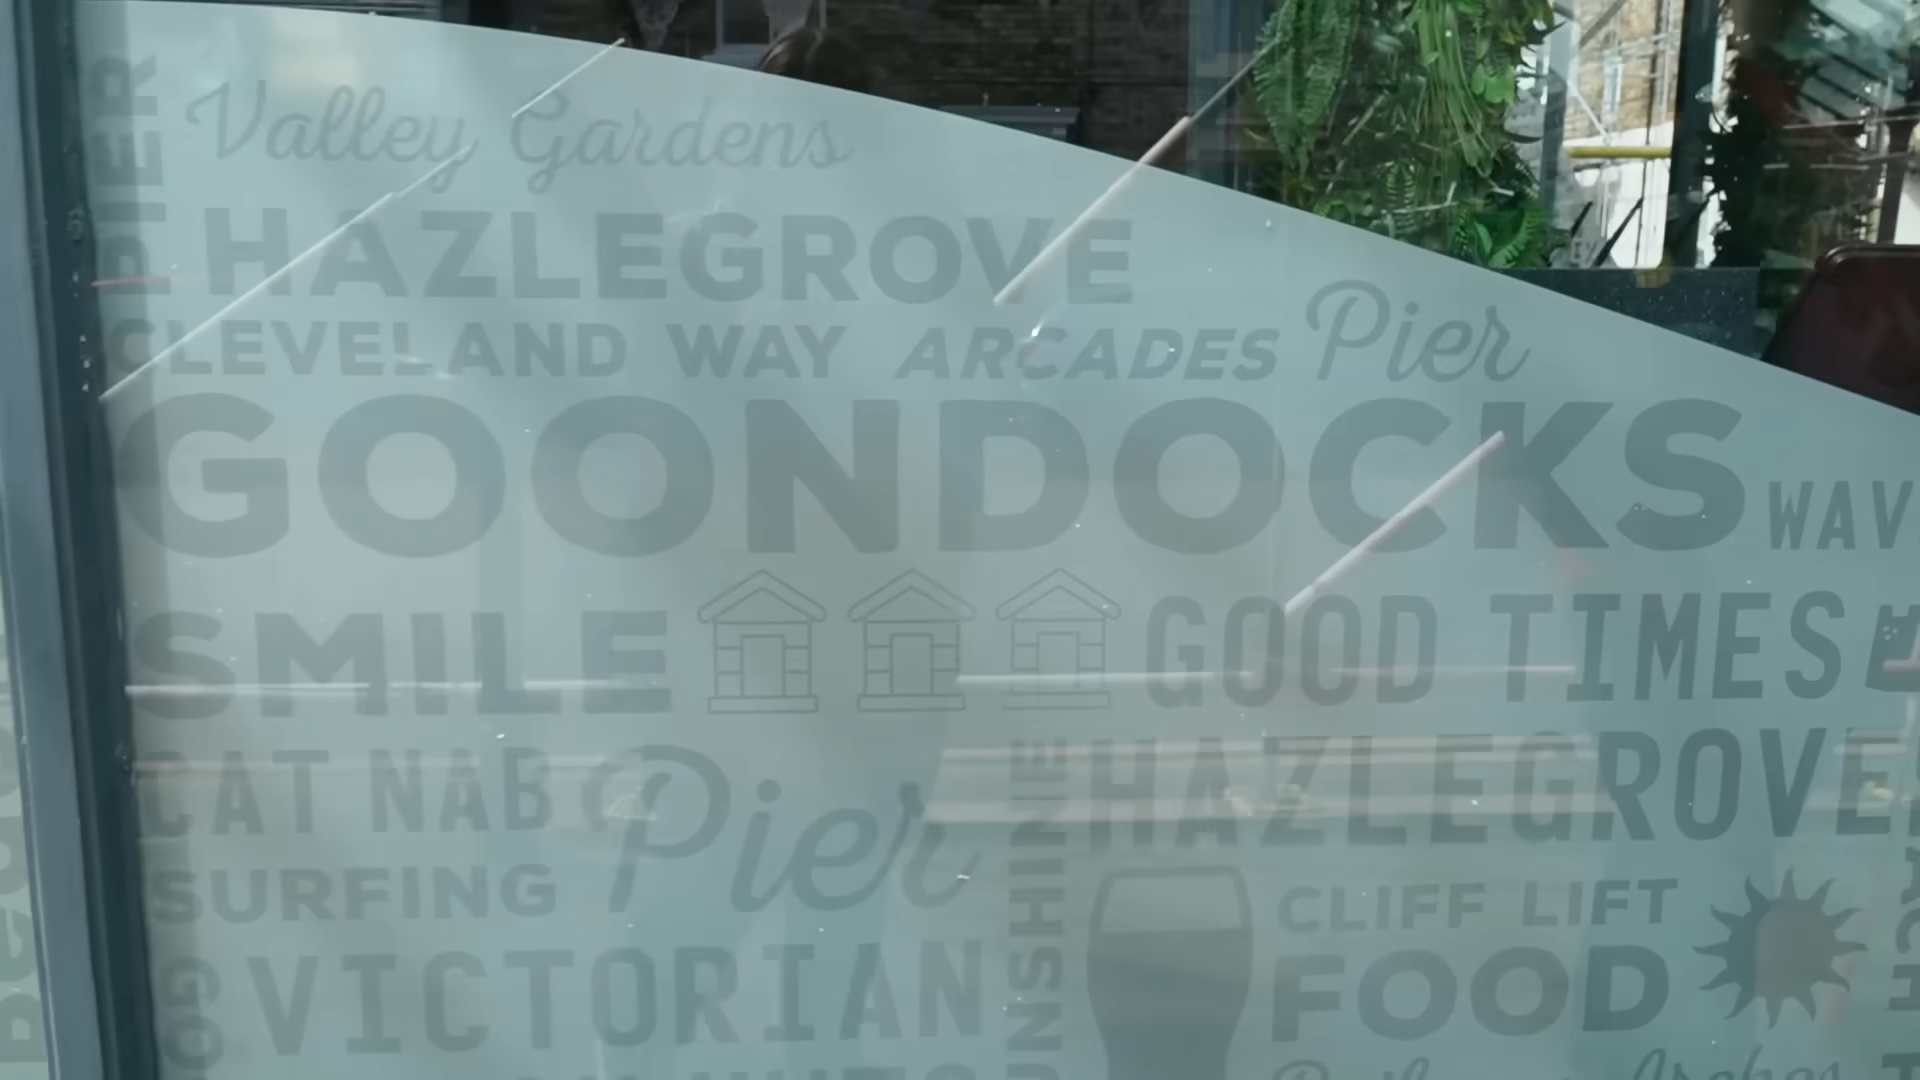 PIER
Valley Gardens
HAZLEGROVE
CLEVELAND WAY ARCADES Pier
GOONDOCKS
SMILE GOOD TIMES
CAT NAB Pier
SUNSHINE
HAZLEGROVE
SURFING
CLIFF LIFT
VICTORIAN
FOOD